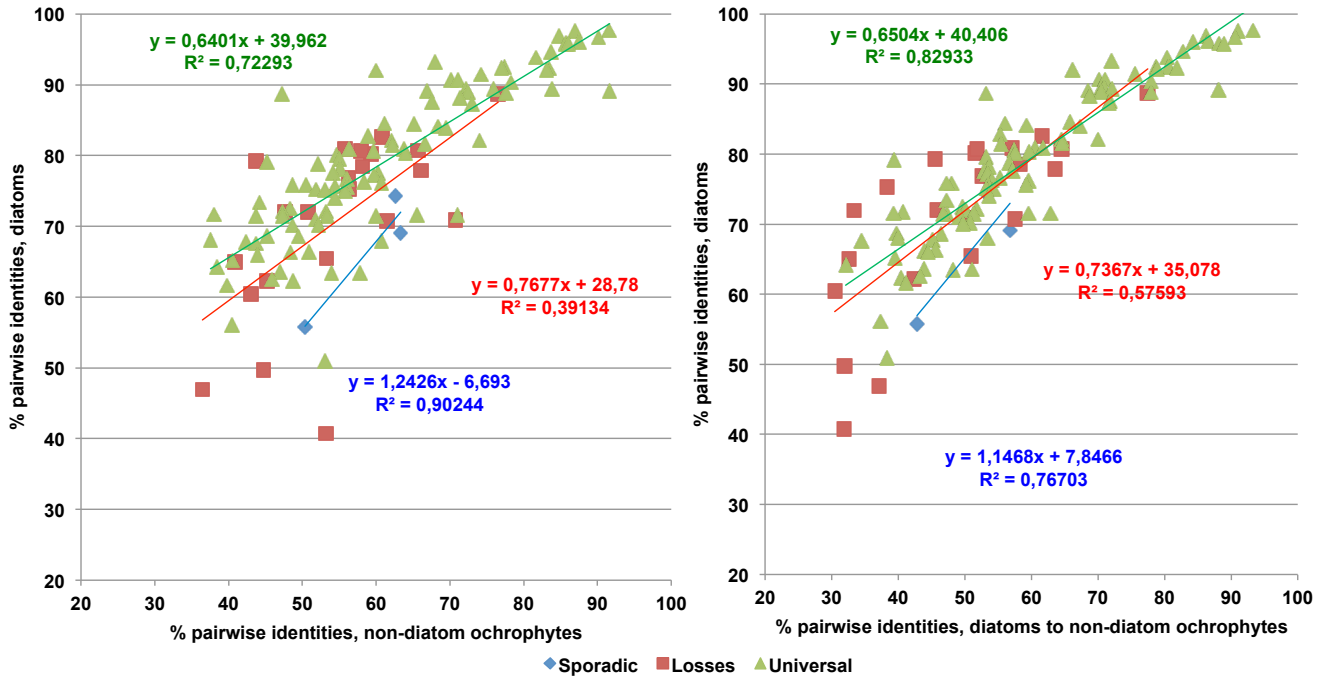 100
90
80
70
60
50
40
30
20
20 30 40 50 60 70 80 90 100
% pairwise identities, diatoms
% pairwise identities, non-diatom ochrophytes
y = 0,6401x + 39,962
R² = 0,72293
y = 0,7677x + 28,78
R² = 0,39134
y = 1,2426x - 6,693
R² = 0,90244
100
90
80
70
60
50
40
30
20
20 30 40 50 60 70 80 90 100
% pairwise identities, diatoms
% pairwise identities, diatoms to non-diatom ochrophytes
y = 0,6504x + 40,406
R² = 0,82933
y = 0,7367x + 35,078
R² = 0,57593
y = 1,1468x + 7,8466
R² = 0,76703
Sporadic Losses Universal